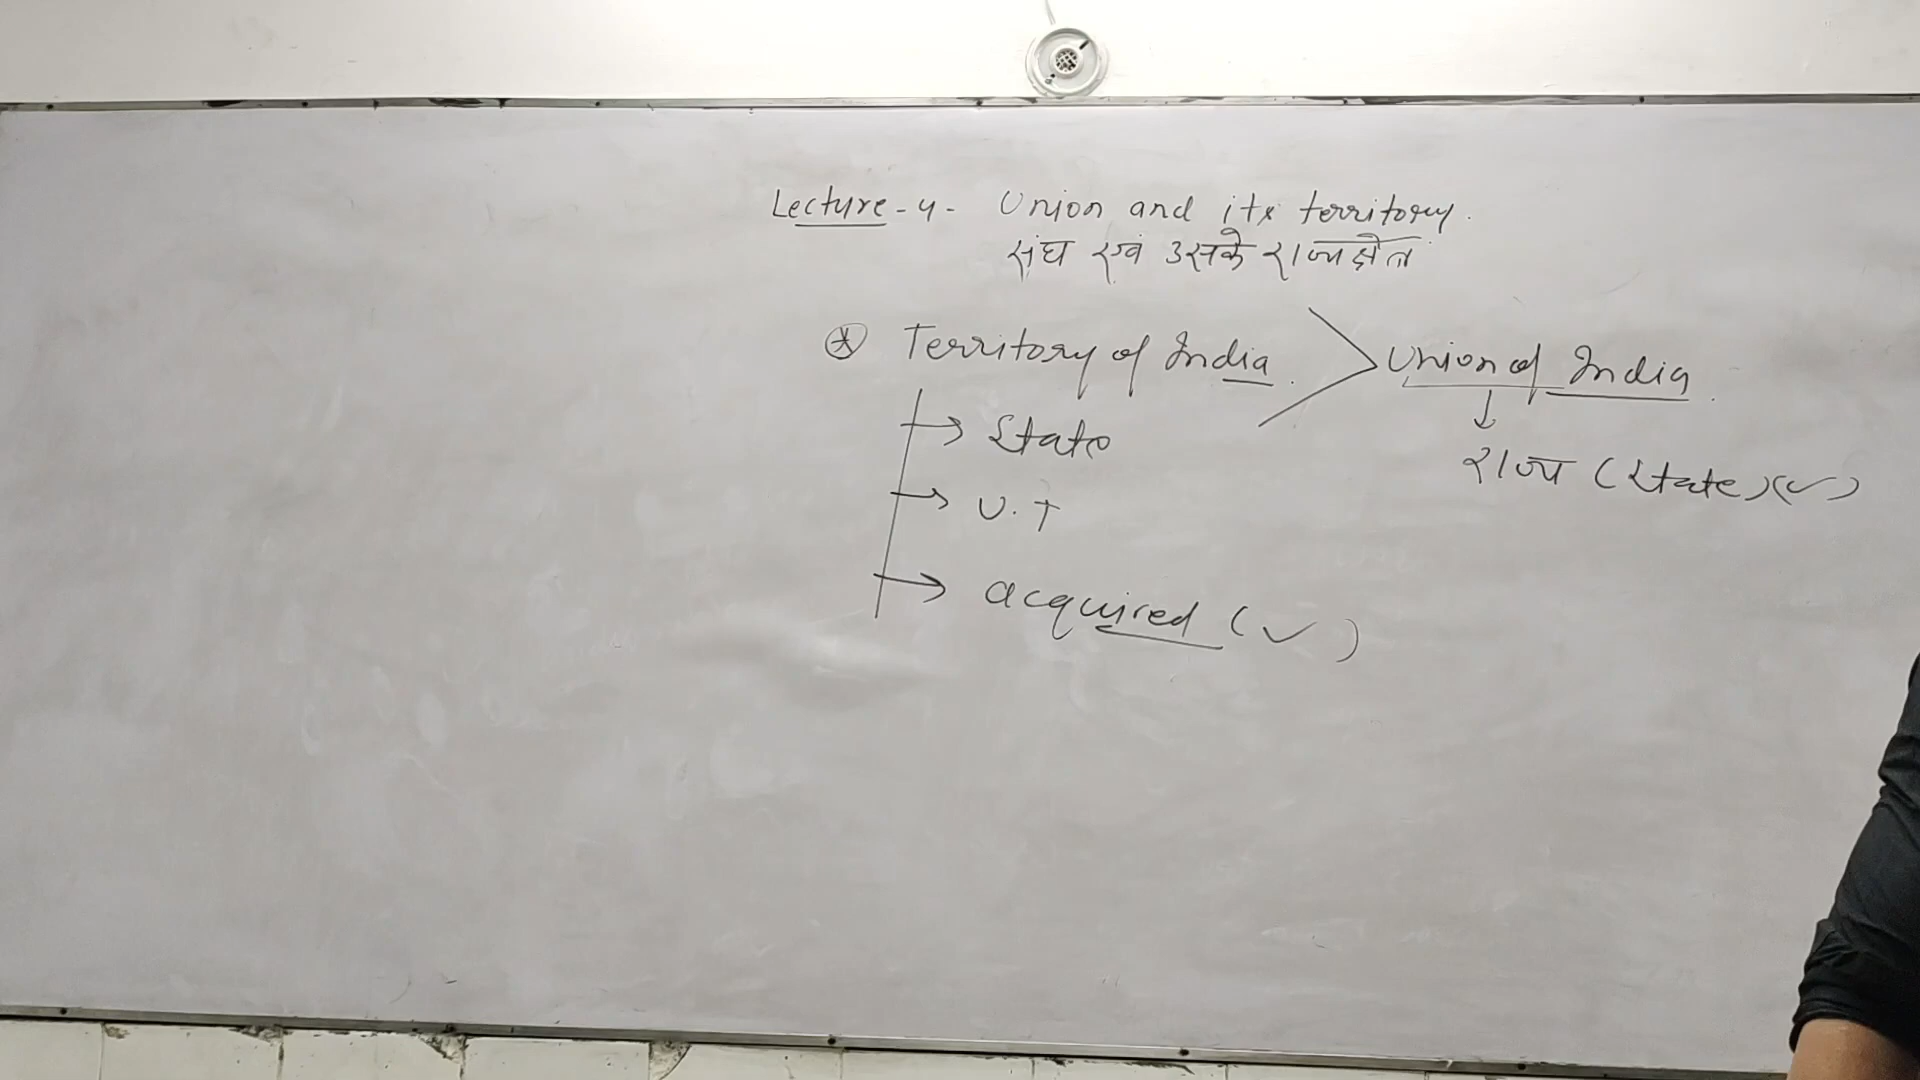 Lecture-4- Union and its territory.
संघ एवं उसके राज्यक्षेत्र
* Territory of India. > Union of India.
↓
→ State
राज्य (State) (✓)
→ U.T
→ acquired (✓)